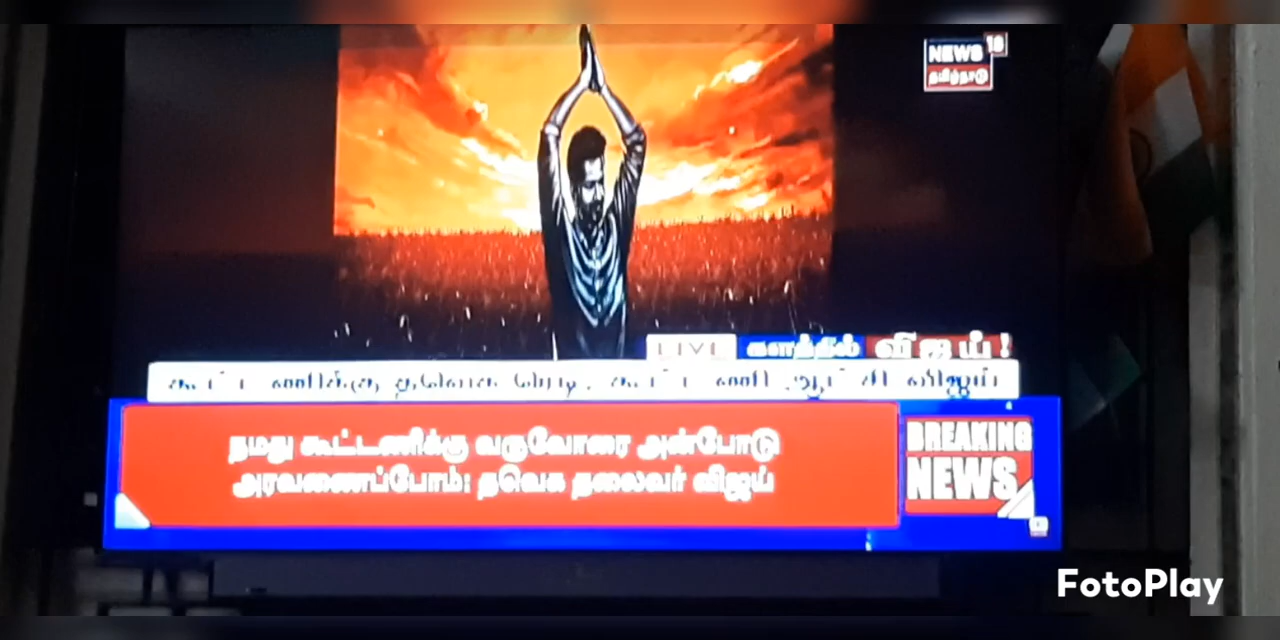 NEWS 18
தமிழ்நாடு
LIVE களத்தில் விஜய்!
நமது கூட்டணிக்கு வருவோரை அன்போடு
அரவணைப்போம்: தவெக தலைவர் விஜய்
BREAKING
NEWS
FotoPlay